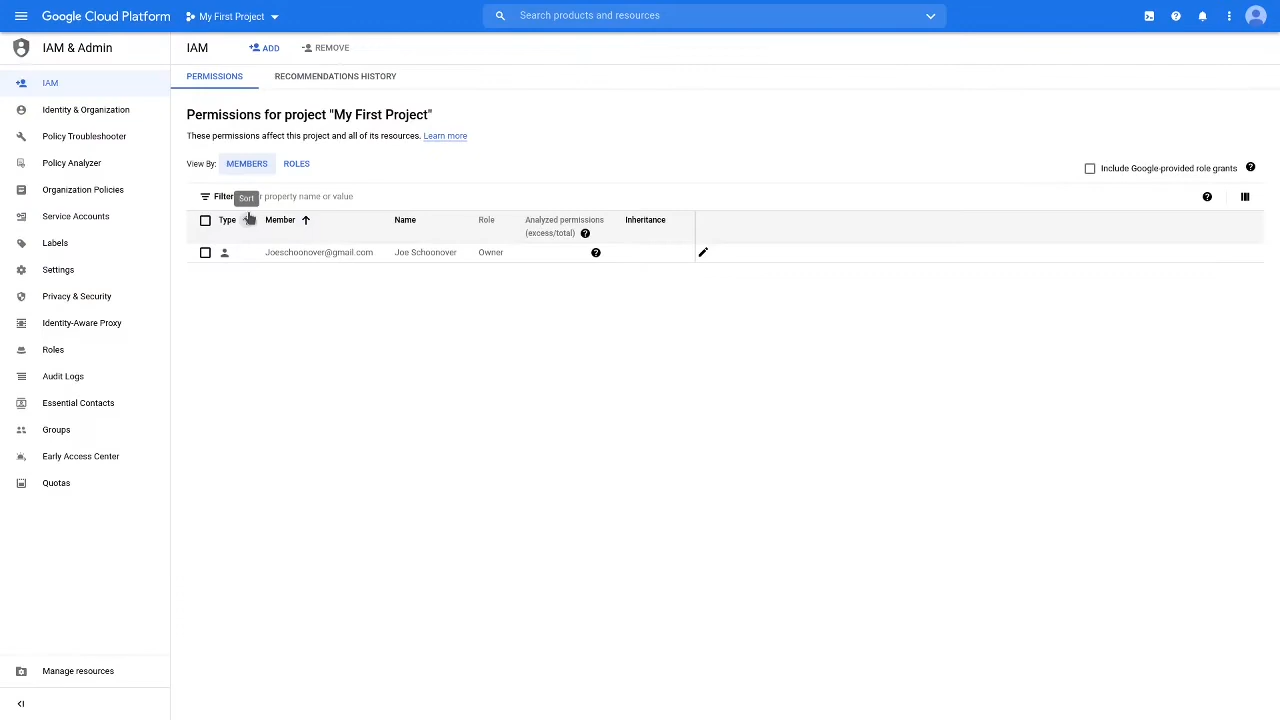 Google Cloud Platform My First Project Search products and resources
IAM & Admin
IAM
Identity & Organization
Policy Troubleshooter
Policy Analyzer
Organization Policies
Service Accounts
Labels
Settings
Privacy & Security
Identity-Aware Proxy
Roles
Audit Logs
Essential Contacts
Groups
Early Access Center
Quotas
Manage resources
IAM ADD REMOVE
PERMISSIONS RECOMMENDATIONS HISTORY
Permissions for project "My First Project"
These permissions affect this project and all of its resources. Learn more
View By: MEMBERS ROLES Include Google-provided role grants
Filter property name or value
Sort
Type Member Name Role Analyzed permissions (excess/total) Inheritance
Joeschoonover@gmail.com Joe Schoonover Owner